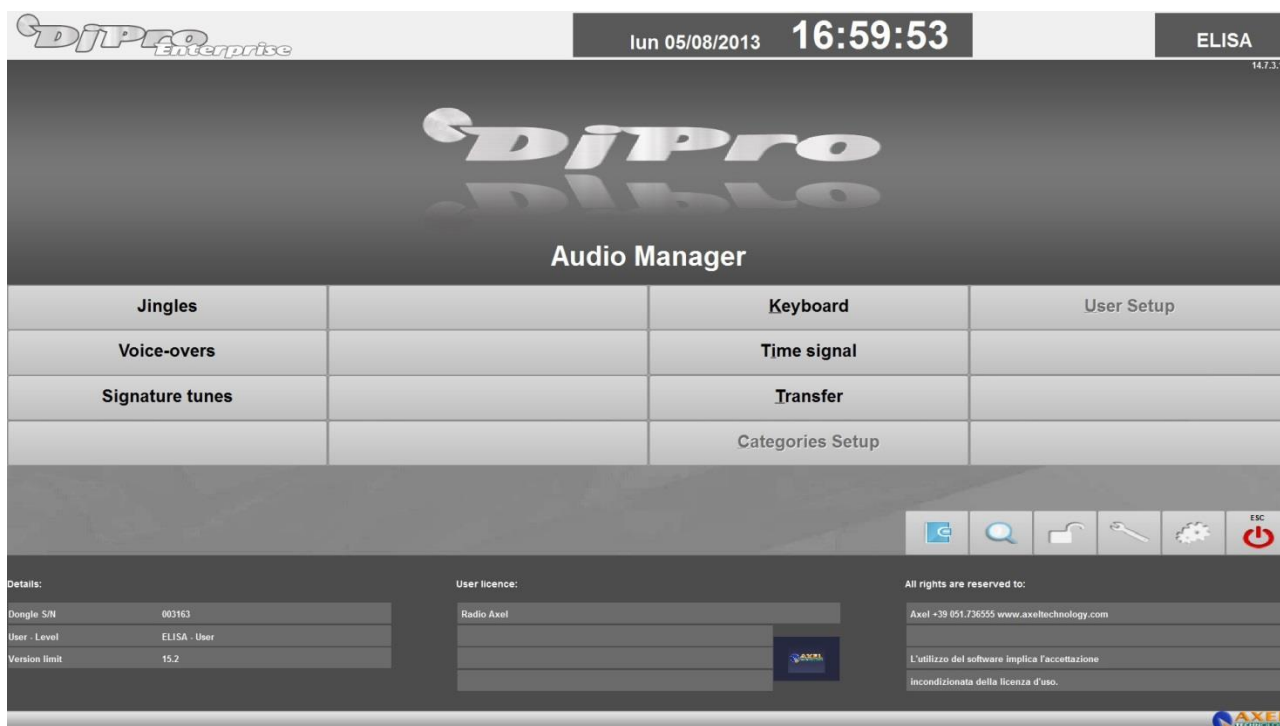 DjPro
Enterprise
lun 05/08/2013 16:59:53
ELISA
14.7.3.
DjPro
Audio Manager
Jingles
Keyboard
User Setup
Voice-overs
Time signal
Signature tunes
Transfer
Categories Setup
ESC
Details:
User licence:
All rights are reserved to:
Dongle S/N 003163
Radio Axel
Axel +39 051.736555 www.axeltechnology.com
User - Level ELISA - User
Version limit 15.2
AXEL
L'utilizzo del software implica l'accettazione
incondizionata della licenza d'uso.
AXE